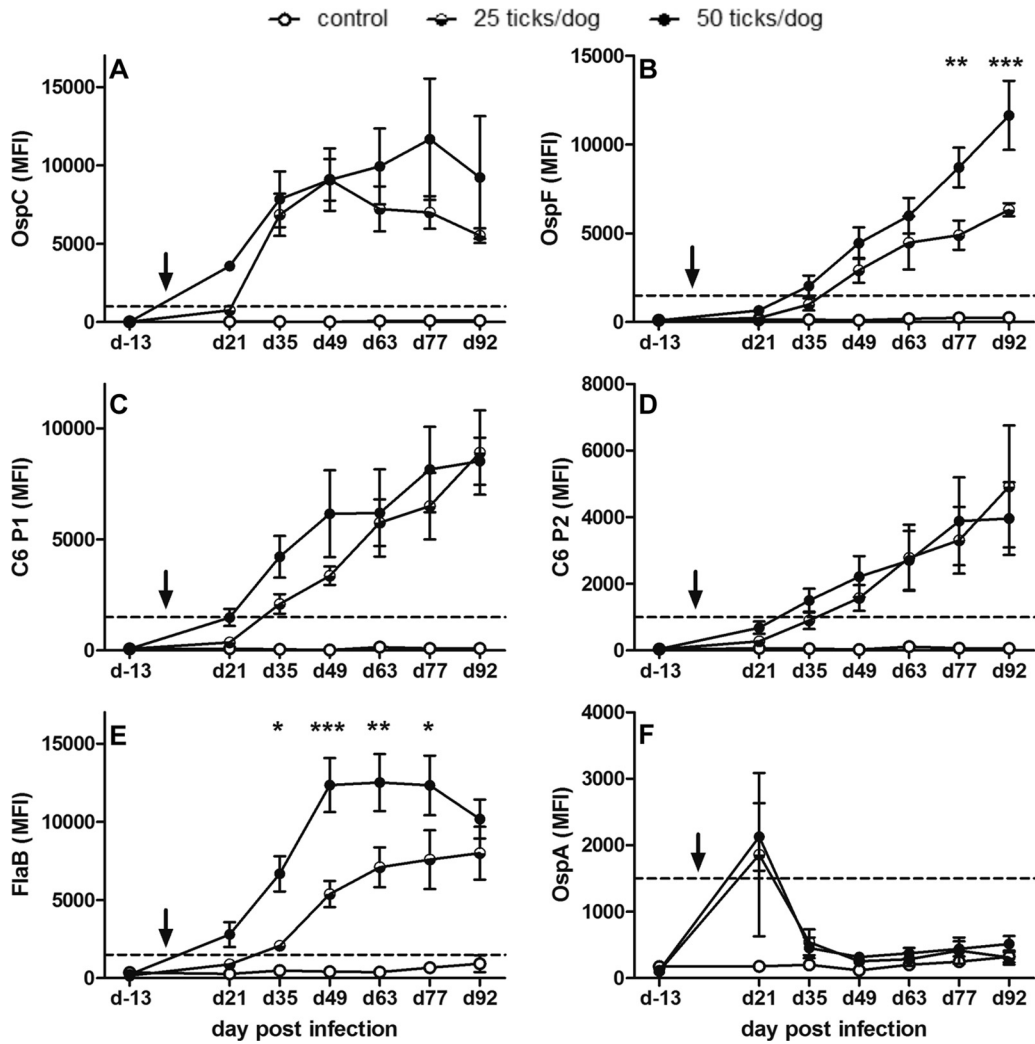 control 25 ticks/dog 50 ticks/dog
A
OspC (MFI)
15000
10000
5000
0
d-13 d21 d35 d49 d63 d77 d92
B
** ***
OspF (MFI)
15000
10000
5000
0
d-13 d21 d35 d49 d63 d77 d92
C
C6 P1 (MFI)
10000
5000
0
d-13 d21 d35 d49 d63 d77 d92
D
C6 P2 (MFI)
8000
6000
4000
2000
0
d-13 d21 d35 d49 d63 d77 d92
E
* *** ** *
FlaB (MFI)
15000
10000
5000
0
d-13 d21 d35 d49 d63 d77 d92
day post infection
F
OspA (MFI)
4000
3000
2000
1000
0
d-13 d21 d35 d49 d63 d77 d92
day post infection